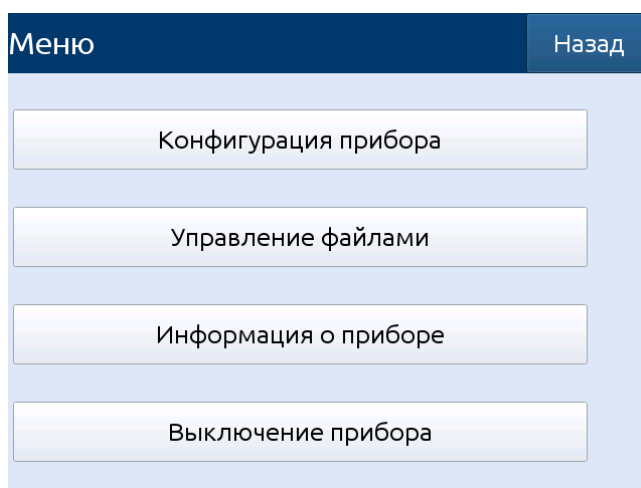 Меню
Назад
Конфигурация прибора
Управление файлами
Информация о приборе
Выключение прибора